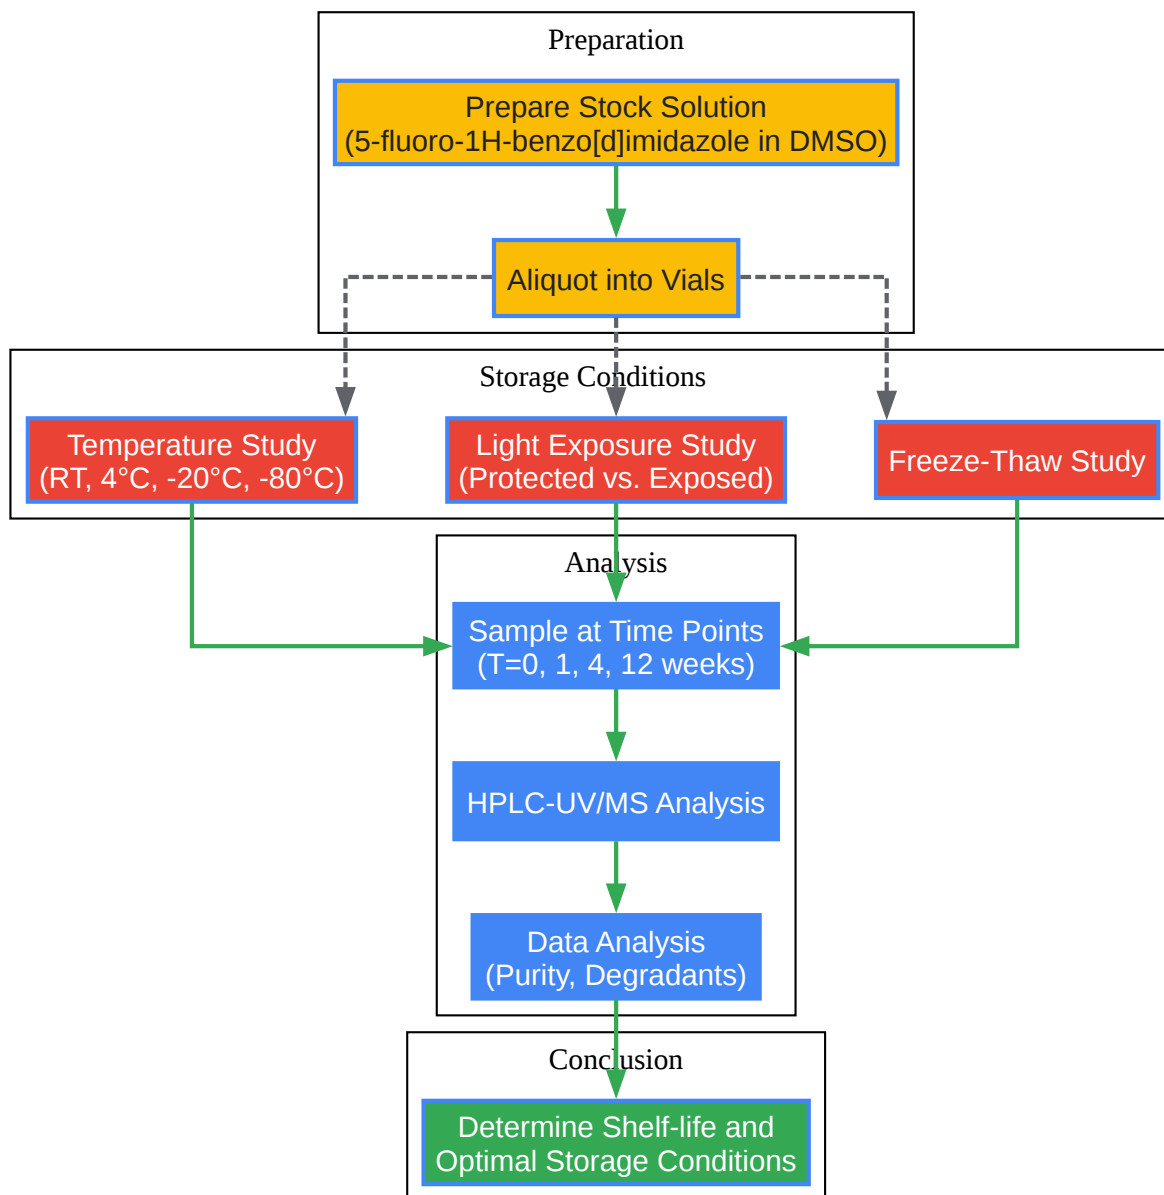 Preparation
Prepare Stock Solution
(5-fluoro-1H-benzo[d]imidazole in DMSO)
Aliquot into Vials
Storage Conditions
Temperature Study
(RT, 4°C, -20°C, -80°C)
Light Exposure Study
(Protected vs. Exposed)
Freeze-Thaw Study
Analysis
Sample at Time Points
(T=0, 1, 4, 12 weeks)
HPLC-UV/MS Analysis
Data Analysis
(Purity, Degradants)
Conclusion
Determine Shelf-life and
Optimal Storage Conditions